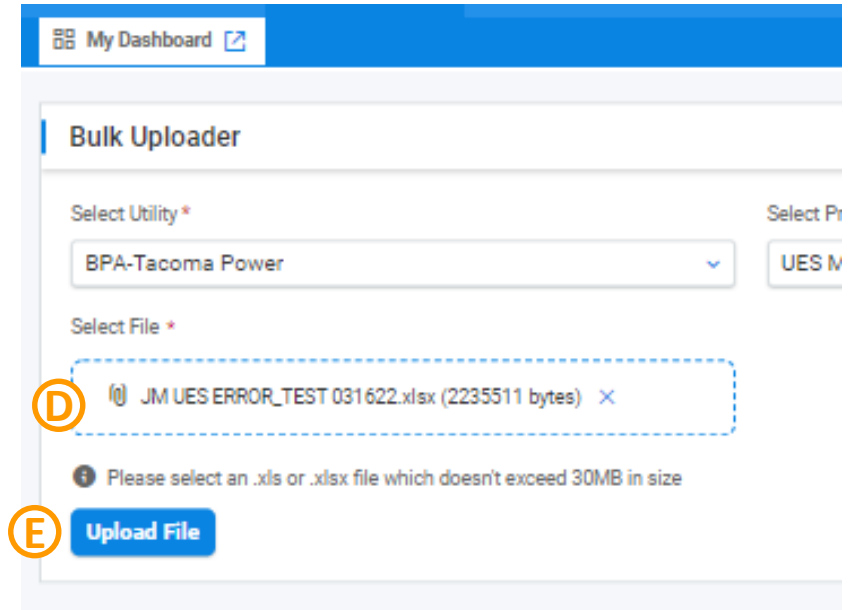 My Dashboard
Bulk Uploader
Select Utility *
Select Pr
BPA-Tacoma Power
UES M
Select File *
D
JM UES ERROR_TEST 031622.xlsx (2235511 bytes) ×
Please select an .xls or .xlsx file which doesn't exceed 30MB in size
E
Upload File